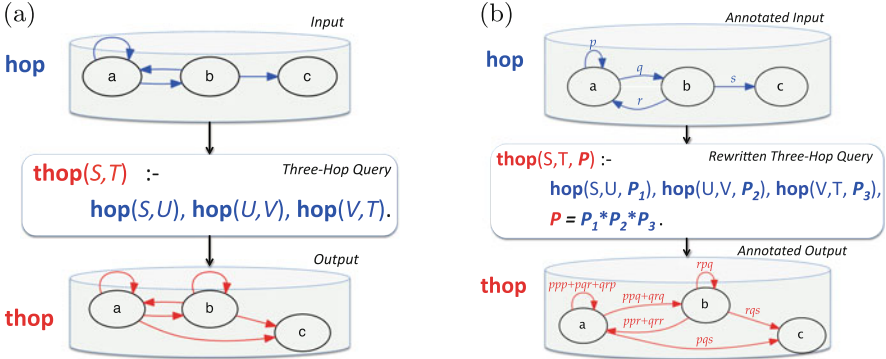 (a)
Input
hop
a
b
c
thop(S,T) :-
Three-Hop Query
hop(S,U), hop(U,V), hop(V,T).
Output
thop
a
b
c
(b)
Annotated Input
hop
p
a
q
b
s
c
r
thop(S,T, P) :-
Rewritten Three-Hop Query
hop(S,U, P1), hop(U,V, P2), hop(V,T, P3),
P = P1*P2*P3 .
Annotated Output
thop
rpq
ppp+pqr+qrp
ppq+qrq
b
a
ppr+qrr
rqs
c
pqs